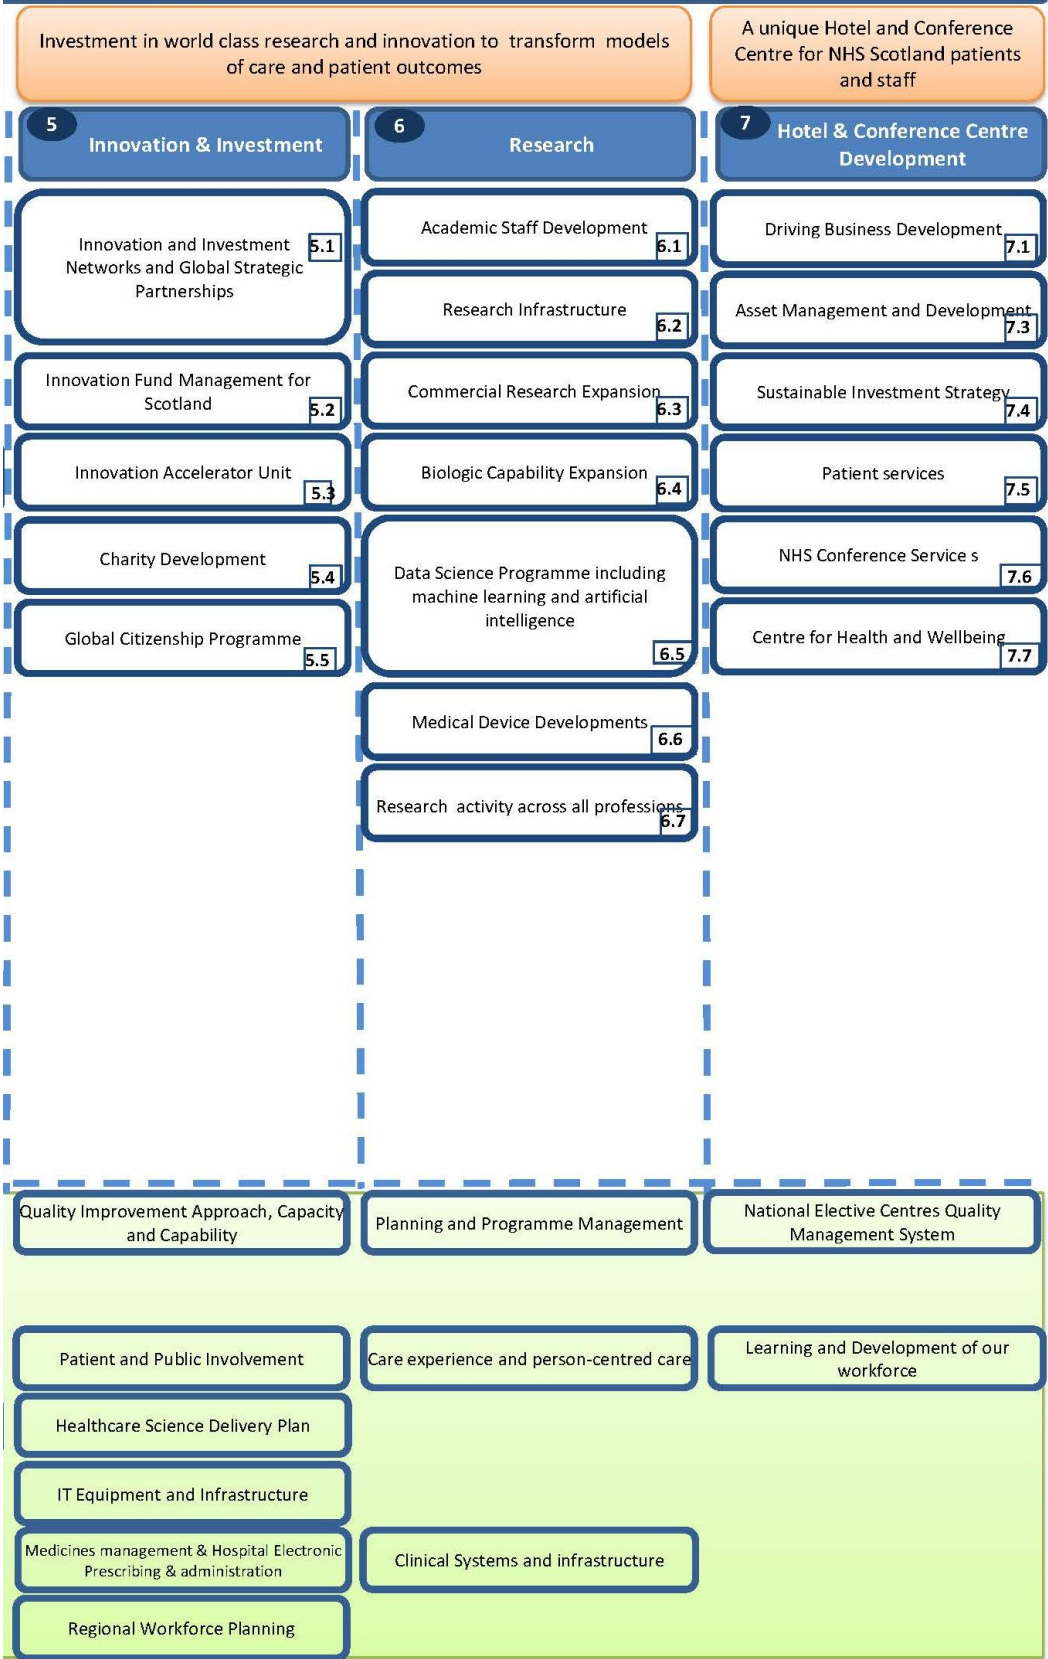 Investment in world class research and innovation to transform models
of care and patient outcomes
A unique Hotel and Conference
Centre for NHS Scotland patients
and staff
5
Innovation & Investment
6
Research
7
Hotel & Conference Centre
Development
Innovation and Investment
Networks and Global Strategic
Partnerships
5.1
Innovation Fund Management for
Scotland
5.2
Innovation Accelerator Unit
5.3
Charity Development
5.4
Global Citizenship Programme
5.5
Academic Staff Development
6.1
Research Infrastructure
6.2
Commercial Research Expansion
6.3
Biologic Capability Expansion
6.4
Data Science Programme including
machine learning and artificial
intelligence
6.5
Medical Device Developments
6.6
Research activity across all professions
6.7
Driving Business Development
7.1
Asset Management and Development
7.3
Sustainable Investment Strategy
7.4
Patient services
7.5
NHS Conference Service s
7.6
Centre for Health and Wellbeing
7.7
Quality Improvement Approach, Capacity
and Capability
Planning and Programme Management
National Elective Centres Quality
Management System
Patient and Public Involvement
Care experience and person-centred care
Learning and Development of our
workforce
Healthcare Science Delivery Plan
IT Equipment and Infrastructure
Medicines management & Hospital Electronic
Prescribing & administration
Clinical Systems and infrastructure
Regional Workforce Planning